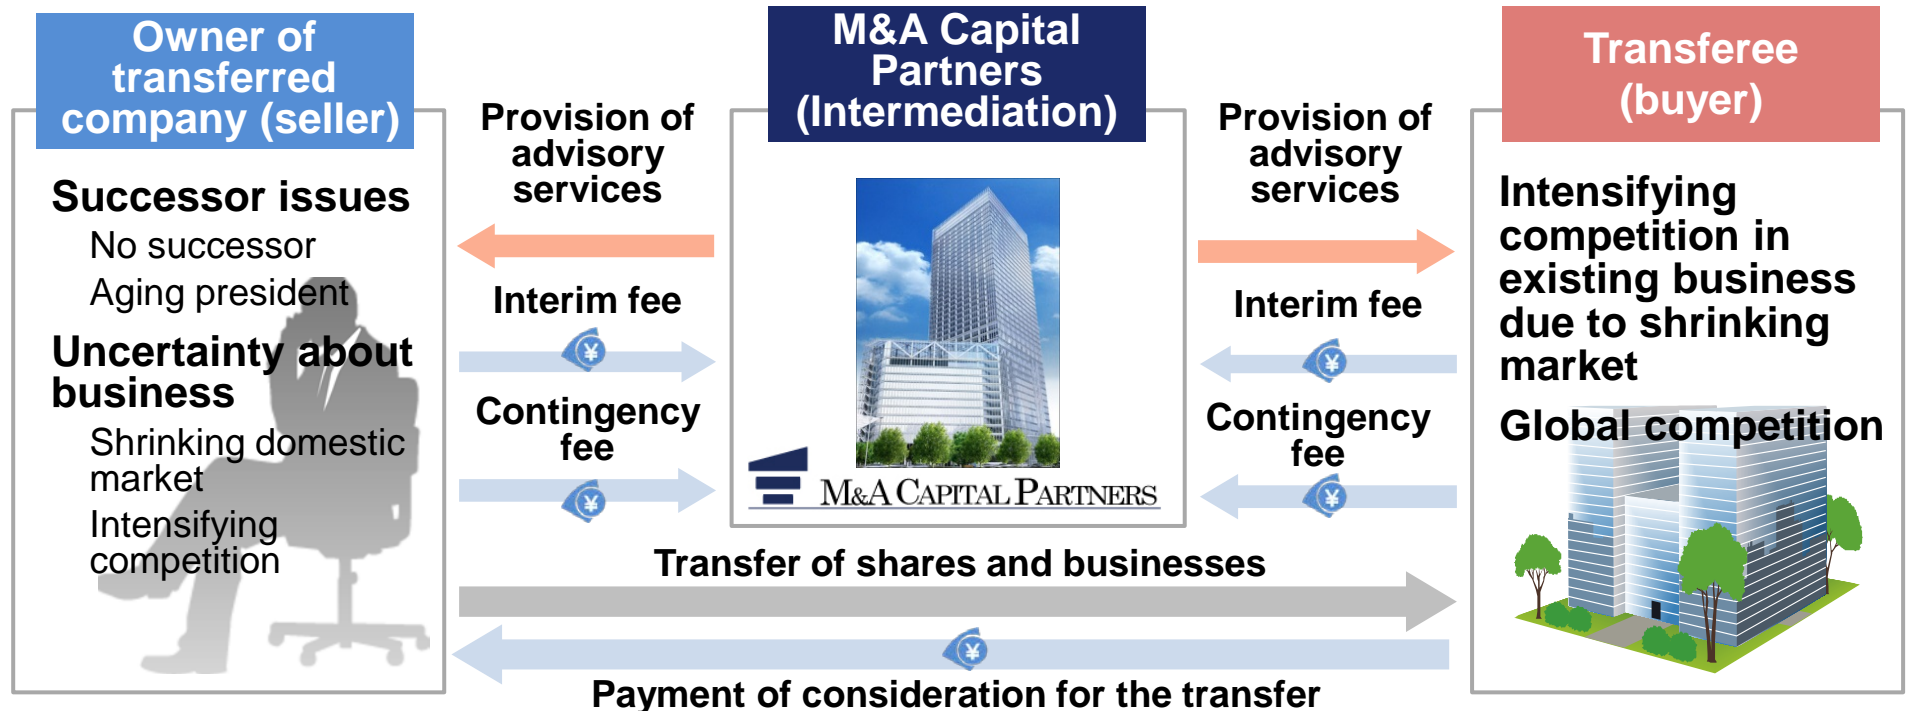 Owner of
transferred
company (seller)
Successor issues
No successor
Aging president
Uncertainty about
business
Shrinking domestic
market
Intensifying
competition
Provision of
advisory
services
Interim fee
¥
Contingency
fee
¥
M&A Capital
Partners
(Intermediation)
M&A CAPITAL PARTNERS
Provision of
advisory
services
Interim fee
¥
Contingency
fee
¥
Transferee
(buyer)
Intensifying
competition in
existing business
due to shrinking
market
Global competition
Transfer of shares and businesses
¥
Payment of consideration for the transfer